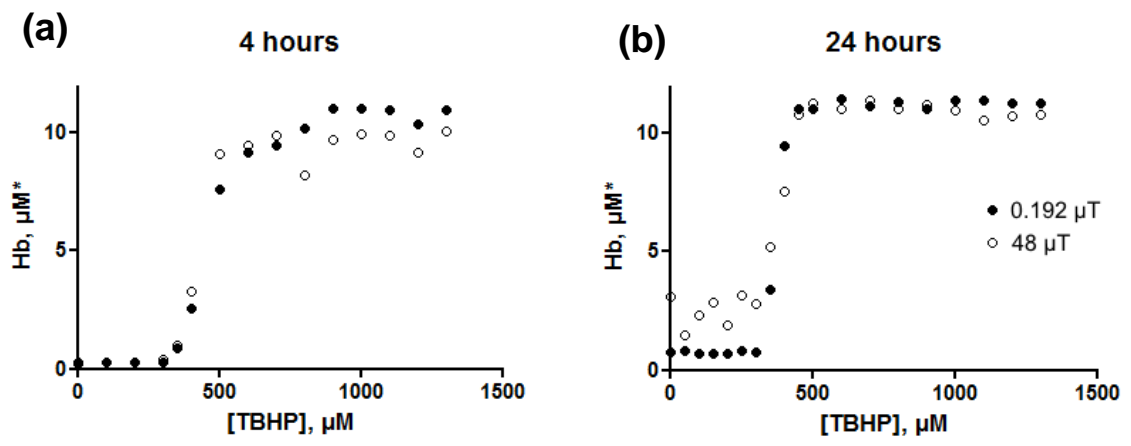 (a)
4 hours
Hb, µM*
10
5
0
0 500 1000 1500
[TBHP], µM
(b)
24 hours
Hb, µM*
10
5
0
0 500 1000 1500
[TBHP], µM
0.192 µT
48 µT